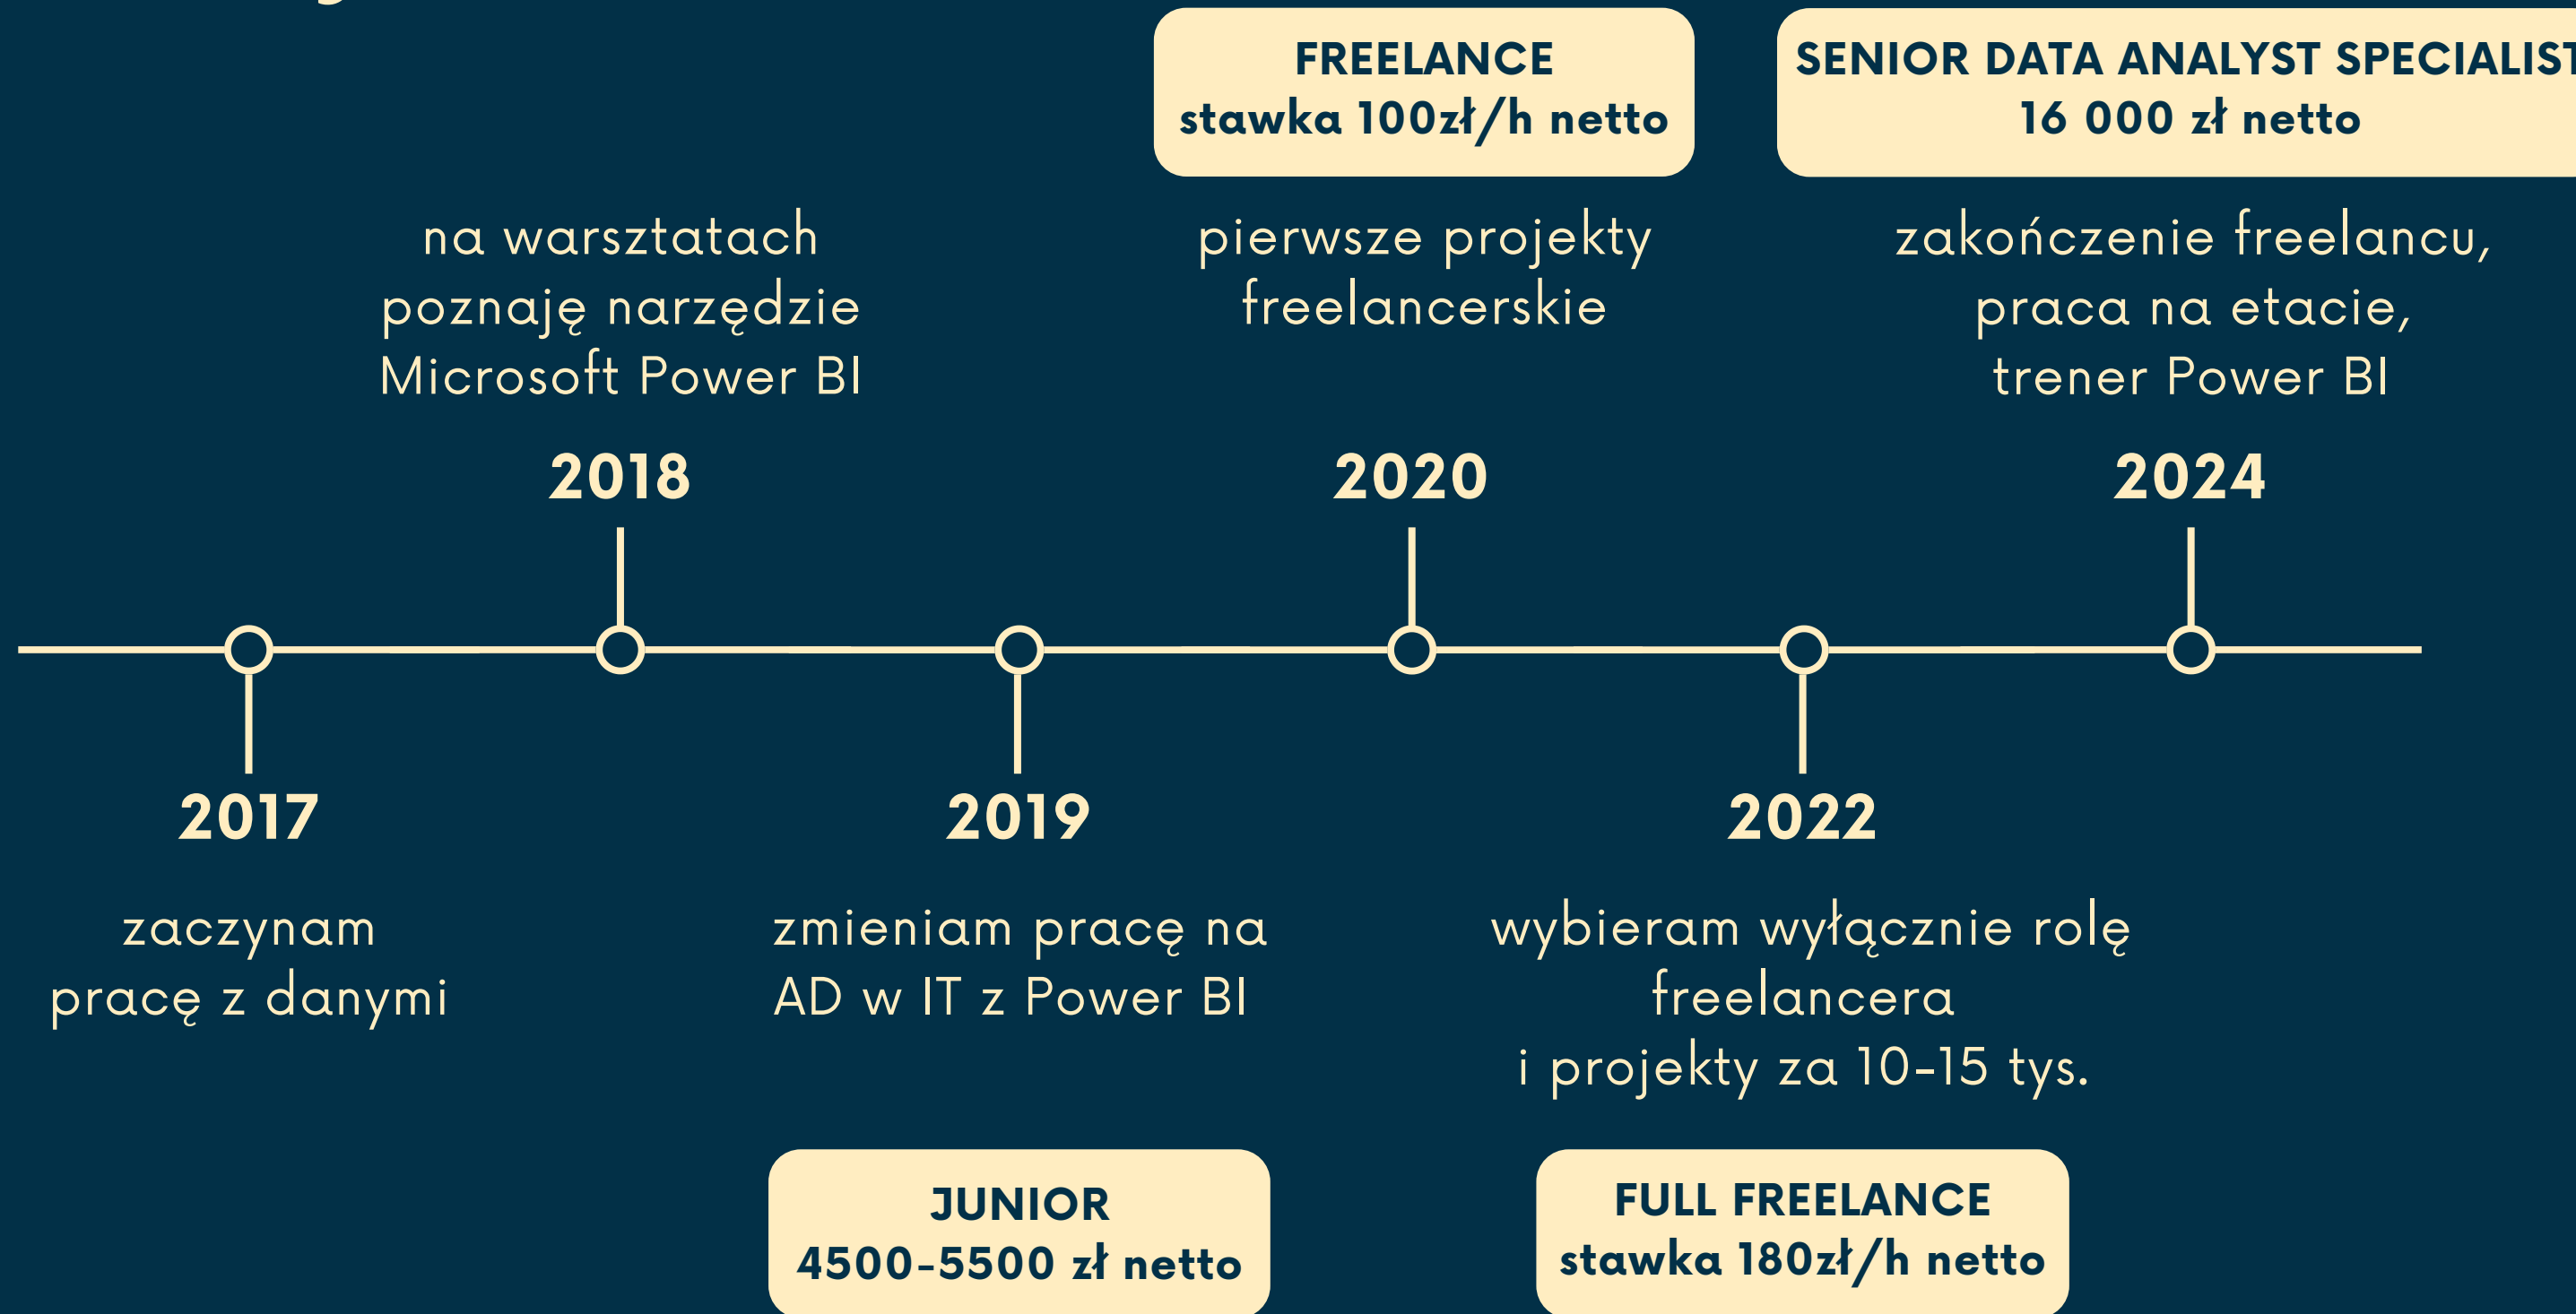 FREELANCE
stawka 100zł/h netto
SENIOR DATA ANALYST SPECIALIST
16 000 zł netto
na warsztatach
poznaję narzędzie
Microsoft Power BI
pierwsze projekty
freelancerskie
zakończenie freelancu,
praca na etacie,
trener Power BI
2018
2020
2024
2017
2019
2022
zaczynam
pracę z danymi
zmieniam pracę na
AD w IT z Power BI
wybieram wyłącznie rolę
freelancera
i projekty za 10-15 tys.
JUNIOR
4500-5500 zł netto
FULL FREELANCE
stawka 180zł/h netto